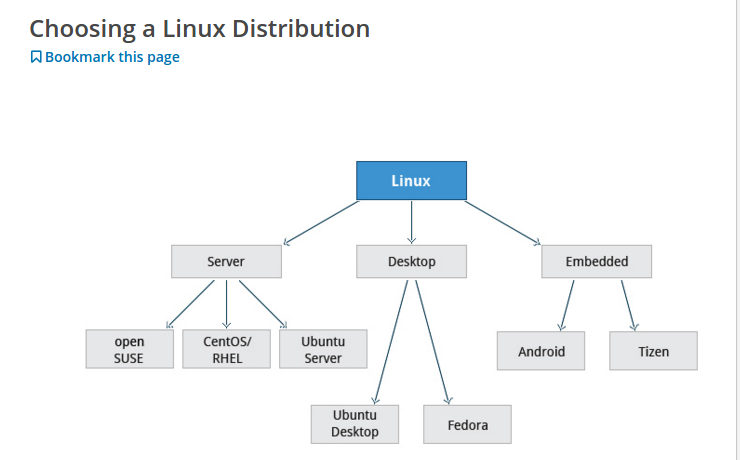 Choosing a Linux Distribution
Bookmark this page
Linux
Server
Desktop
Embedded
open
SUSE
CentOS/
RHEL
Ubuntu
Server
Android
Tizen
Ubuntu
Desktop
Fedora